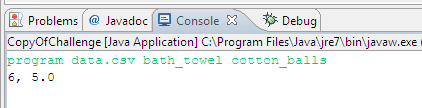 Problems @ Javadoc Console
CopyOfChallenge [Java Application] C:\Program Files\Java\jre7\bin\javaw.exe (
program data.csv bath_towel cotton_balls
6, 5.0